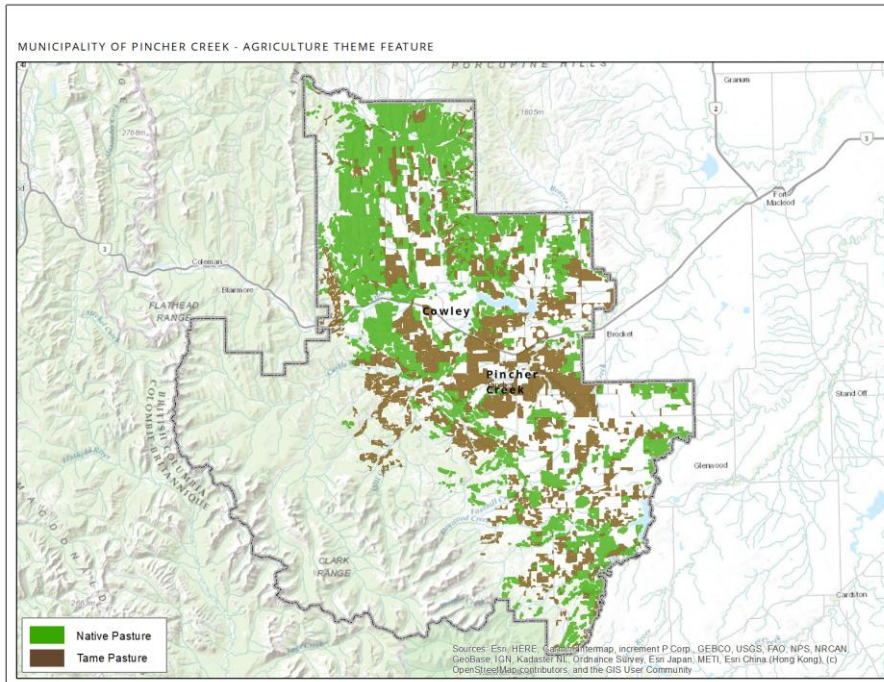 MUNICIPALITY OF PINCHER CREEK - AGRICULTURE THEME FEATURE
PORCUPINE HILLS
Granum
2
2768m
1805m
3
Fort
Macleod
3
Coleman
Blairmore
FLATHEAD
RANGE
Cowley
Brocket
Pincher
Creek
Stand Off
BRITISH COLUMBIA
COLOMBIE-BRITANNIQUE
Glenwood
CLARK
RANGE
Cardston
Native Pasture
Tame Pasture
Sources: Esri, HERE, Garmin, Intermap, increment P Corp., GEBCO, USGS, FAO, NPS, NRCAN,
GeoBase, IGN, Kadaster NL, Ordnance Survey, Esri Japan, METI, Esri China (Hong Kong), (c)
OpenStreetMap contributors, and the GIS User Community